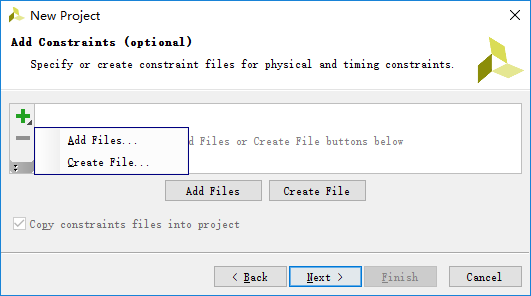 New Project
Add Constraints (optional)
Specify or create constraint files for physical and timing constraints.
Add Files...
Create File...
Files or Create File buttons below
Add Files
Create File
Copy constraints files into project
< Back
Next >
Finish
Cancel